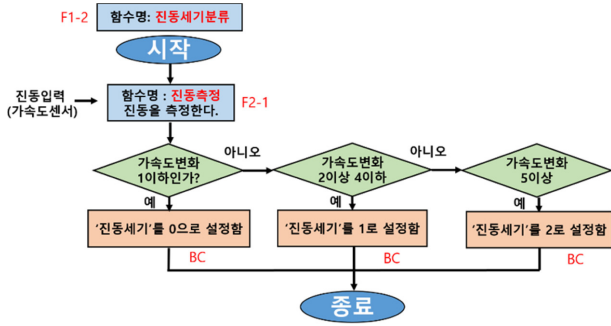 F1-2
함수명: 진동세기분류
시작
진동입력
(가속도센서)
함수명 : 진동측정
진동을 측정한다.
F2-1
가속도변화
1이하인가?
아니오
가속도변화
2이상 4이하
아니오
가속도변화
5이상
예
예
예
‘진동세기’를 0으로 설정함
‘진동세기’를 1로 설정함
‘진동세기’를 2로 설정함
BC
BC
BC
종료